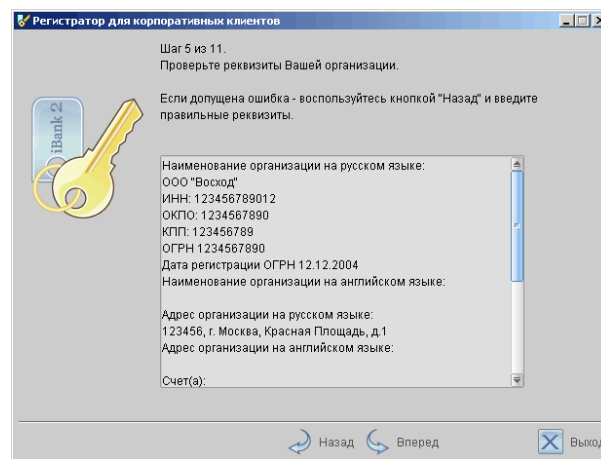 Регистратор для корпоративных клиентов
Шаг 5 из 11.
Проверьте реквизиты Вашей организации.
Если допущена ошибка - воспользуйтесь кнопкой "Назад" и введите
правильные реквизиты.
iBank 2
Наименование организации на русском языке:
ООО "Восход"
ИНН: 123456789012
ОКПО: 1234567890
КПП: 123456789
ОГРН 1234567890
Дата регистрации ОГРН 12.12.2004
Наименование организации на английском языке:
Адрес организации на русском языке:
123456, г. Москва, Красная Площадь, д.1
Адрес организации на английском языке:
Счет(а):
Назад
Вперед
Выход